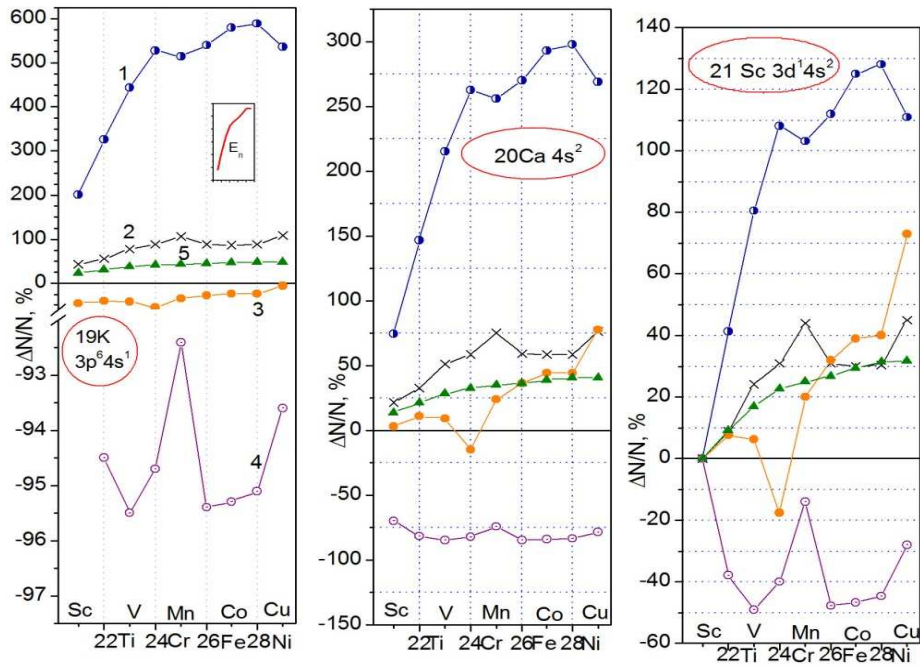 600
500
400
300
200
100
0
-93
-94
-95
-96
-97
ΔN/N, %
1
2
5
3
4
E_n
19K
3p⁶4s¹
Sc
V
Mn
Co
Cu
22Ti
24Cr
26Fe
28Ni
300
250
200
150
100
50
0
-50
-100
-150
ΔN/N, %
20Ca 4s²
Sc
V
Mn
Co
Cu
22Ti
24Cr
26Fe
28Ni
140
120
100
80
60
40
20
0
-20
-40
-60
ΔN/N, %
21 Sc 3d¹4s²
Sc
V
Mn
Co
Cu
22Ti
24Cr
26Fe
28Ni